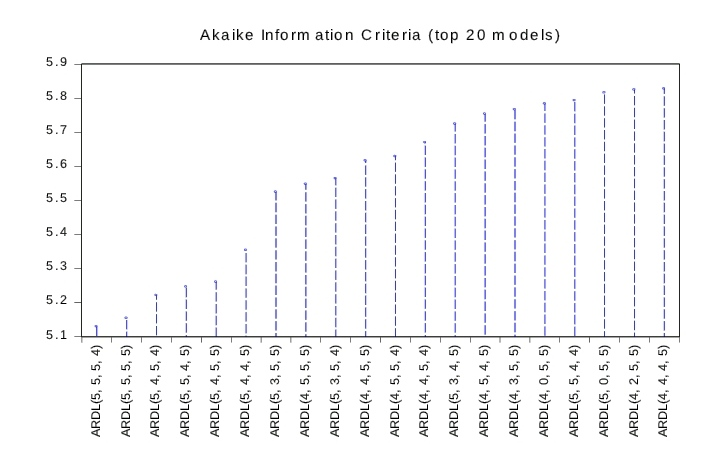 Akaike Information Criteria (top 20 models)
5.9
5.8
5.7
5.6
5.5
5.4
5.3
5.2
5.1
ARDL(5, 5, 5, 4)
ARDL(5, 5, 5, 5)
ARDL(5, 4, 5, 4)
ARDL(5, 5, 4, 5)
ARDL(5, 4, 5, 5)
ARDL(5, 4, 4, 5)
ARDL(5, 3, 5, 5)
ARDL(4, 5, 5, 5)
ARDL(5, 3, 5, 4)
ARDL(4, 4, 5, 5)
ARDL(4, 5, 5, 4)
ARDL(4, 4, 5, 4)
ARDL(5, 3, 4, 5)
ARDL(4, 5, 4, 5)
ARDL(4, 3, 5, 5)
ARDL(4, 0, 5, 5)
ARDL(5, 5, 4, 4)
ARDL(5, 0, 5, 5)
ARDL(4, 2, 5, 5)
ARDL(4, 4, 4, 5)